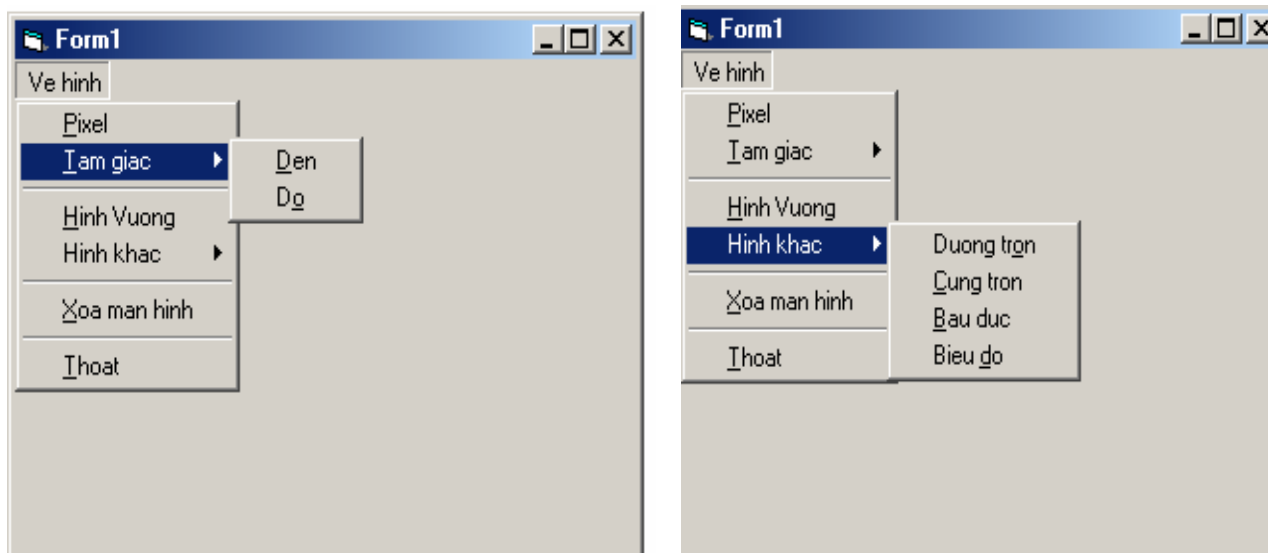 Form1
Ve hinh
Pixel
Tam giac
Den
Do
Hinh Vuong
Hinh khac
Xoa man hinh
Thoat
Form1
Ve hinh
Pixel
Tam giac
Hinh Vuong
Hinh khac
Duong tron
Cung tron
Bau duc
Bieu do
Xoa man hinh
Thoat